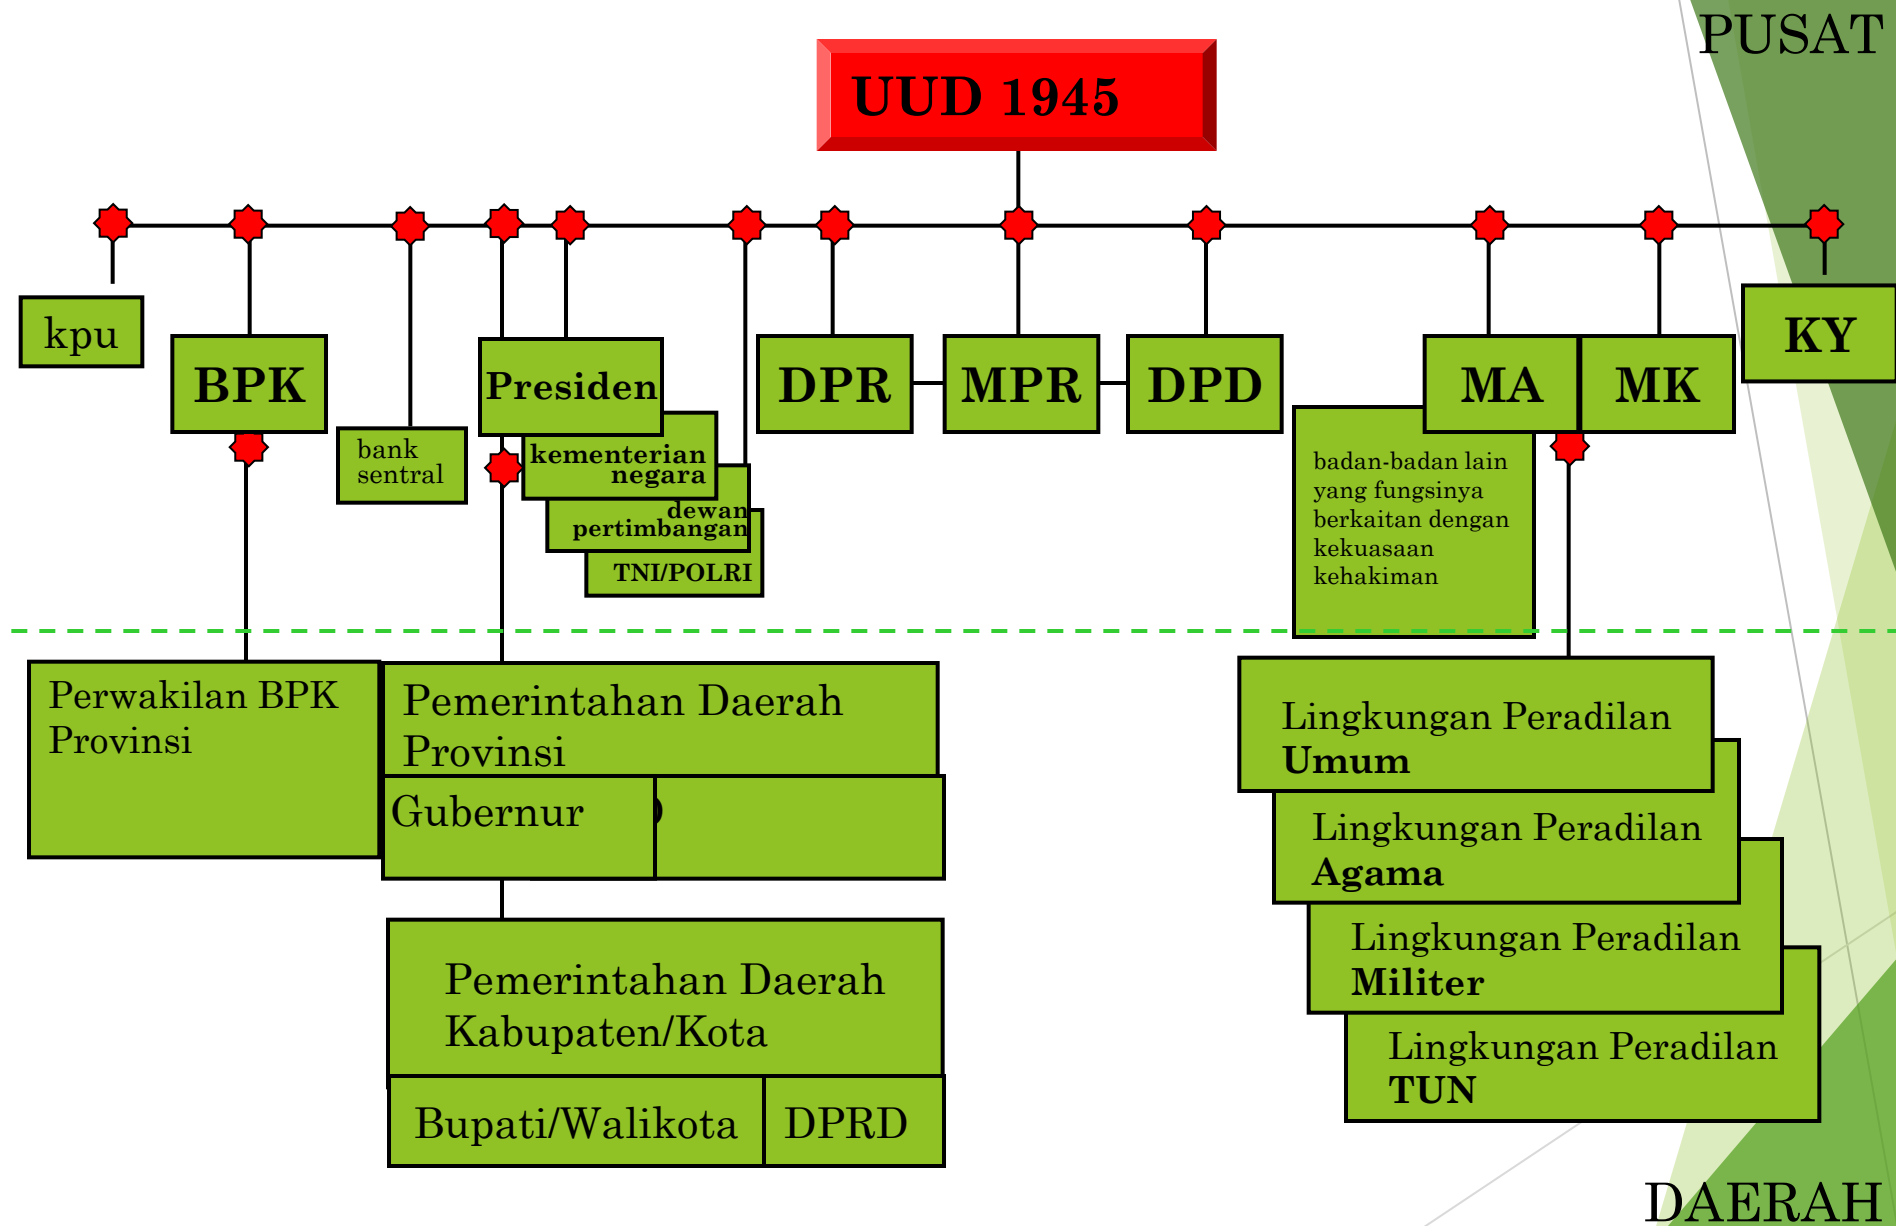 PUSAT
UUD 1945
kpu
BPK
bank
sentral
Presiden
kementerian
negara
dewan
pertimbangan
TNI/POLRI
DPR
MPR
DPD
MA
MK
KY
badan-badan lain
yang fungsinya
berkaitan dengan
kekuasaan
kehakiman
Perwakilan BPK
Provinsi
Pemerintahan Daerah
Provinsi
Gubernur
Pemerintahan Daerah
Kabupaten/Kota
Bupati/Walikota
DPRD
Lingkungan Peradilan
Umum
Lingkungan Peradilan
Agama
Lingkungan Peradilan
Militer
Lingkungan Peradilan
TUN
DAERAH